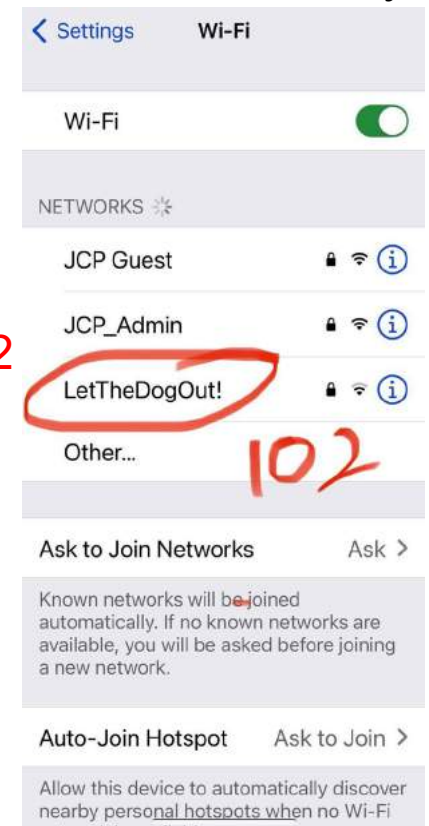 Settings Wi-Fi
Wi-Fi
NETWORKS
JCP Guest
JCP_Admin
2
LetTheDogOut!
Other...
102
Ask to Join Networks Ask
Known networks will be joined
automatically. If no known networks are
available, you will be asked before joining
a new network.
Auto-Join Hotspot Ask to Join
Allow this device to automatically discover
nearby personal hotspots when no Wi-Fi